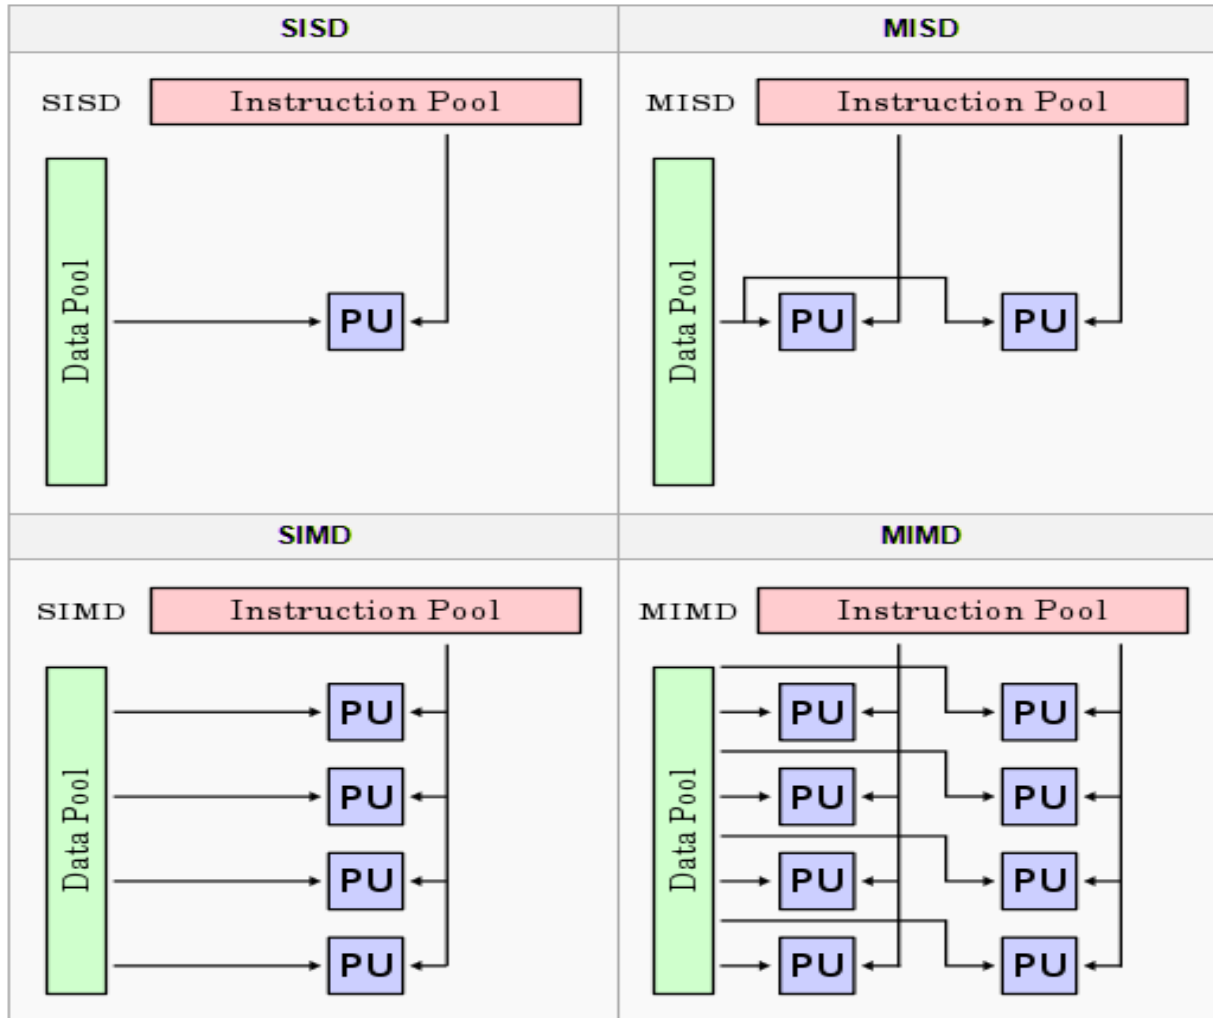 SISD
MISD
SISD
Instruction Pool
Data Pool
PU
MISD
Instruction Pool
Data Pool
PU
PU
SIMD
MIMD
SIMD
Instruction Pool
Data Pool
PU
PU
PU
PU
MIMD
Instruction Pool
Data Pool
PU
PU
PU
PU
PU
PU
PU
PU